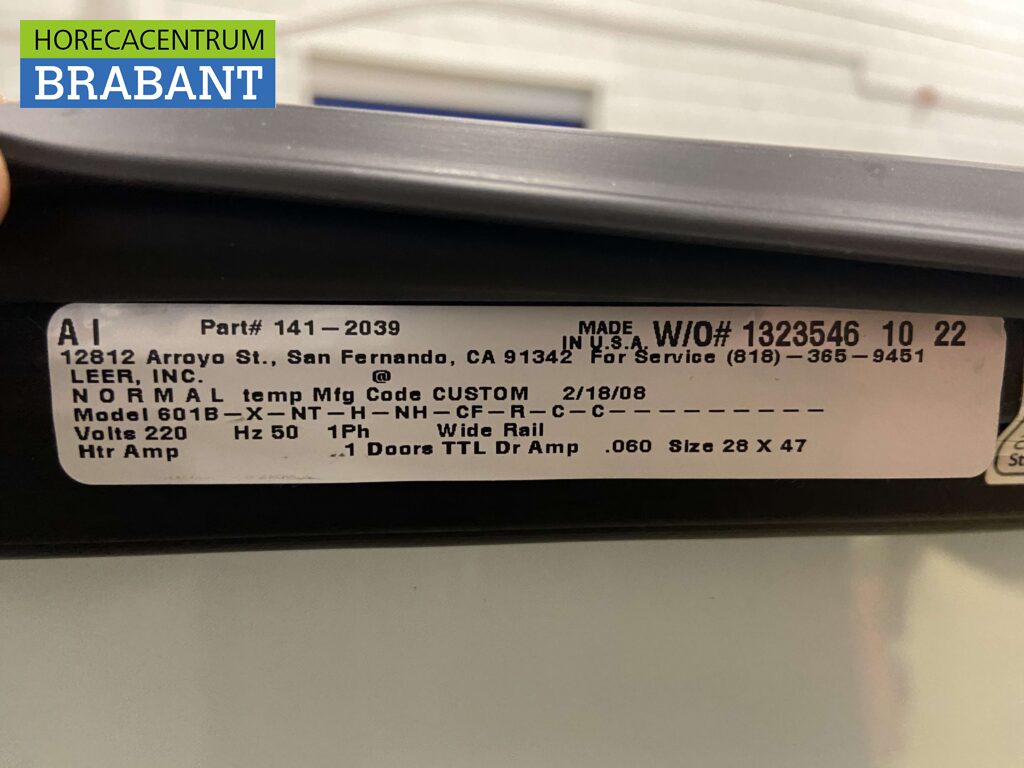 HORECACENTRUM
BRABANT
A I Part# 141-2039 MADE IN U.S.A. W/O# 1323546 10 22
12812 Arroyo St., San Fernando, CA 91342 For Service (818)-365-9451
LEER, INC. @
N O R M A L temp Mfg Code CUSTOM 2/18/08
Model 601B-X-NT-H-NH-CF-R-C-C- - - - - - - - - -
Volts 220 Hz 50 1Ph Wide Rail
Htr Amp ..1 Doors TTL Dr Amp .060 Size 28 X 47